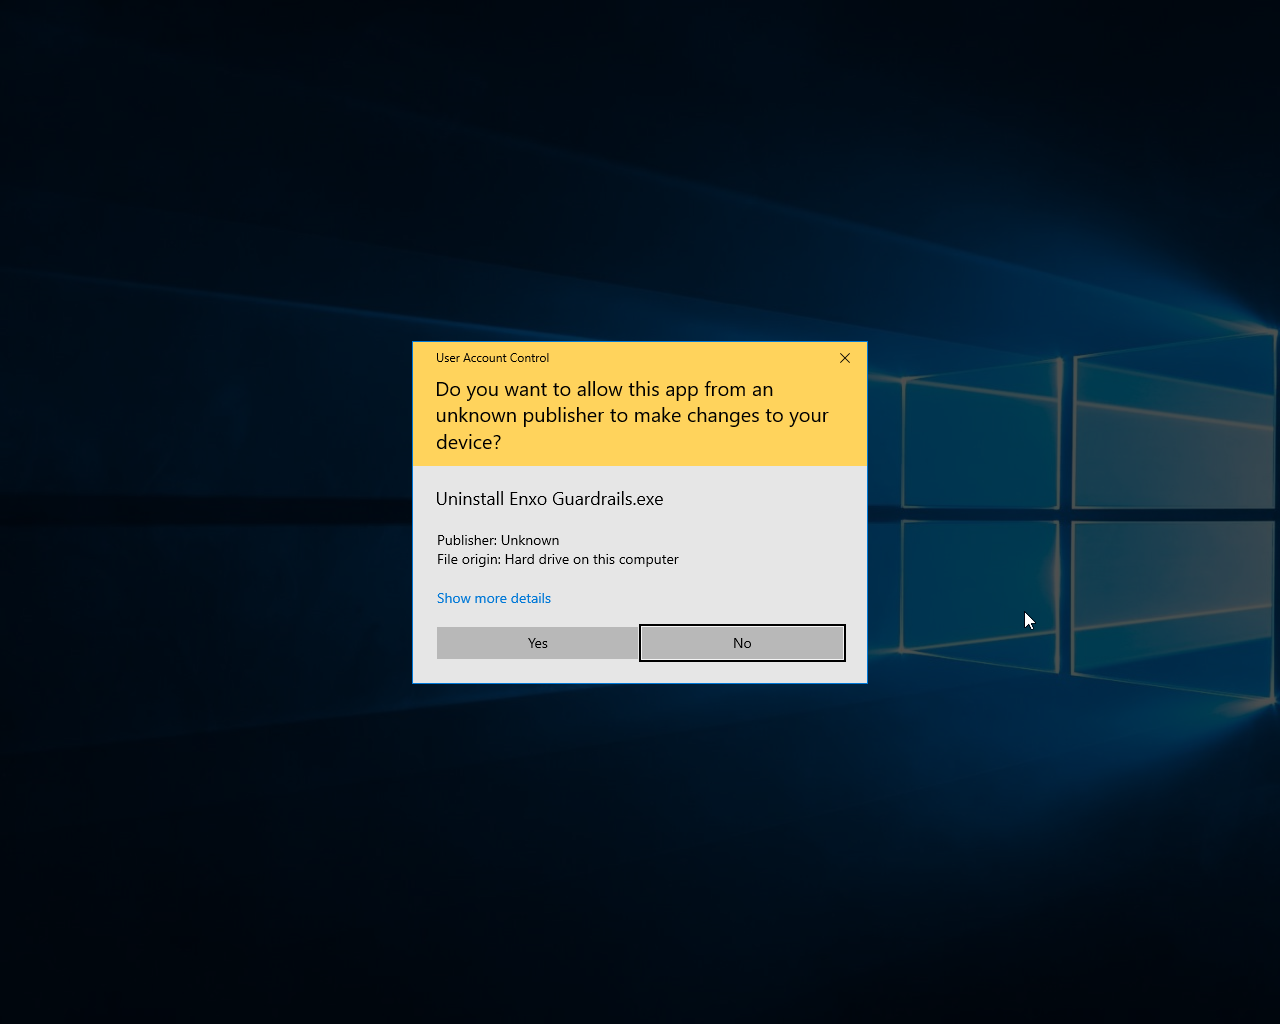 User Account Control
Do you want to allow this app from an
unknown publisher to make changes to your
device?
Uninstall Enxo Guardrails.exe
Publisher: Unknown
File origin: Hard drive on this computer
Show more details
Yes
No